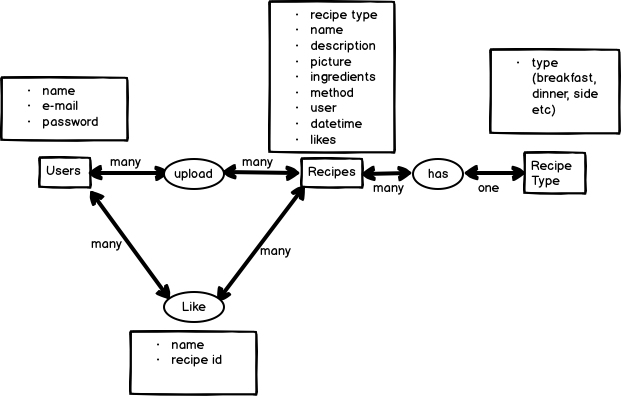 · recipe type
· name
· description
· picture
· ingredients
· method
· user
· datetime
· likes
· type
(breakfast,
dinner, side
etc)
· name
· e-mail
· password
Users
many
upload
many
Recipes
many
has
one
Recipe
Type
many
many
Like
· name
· recipe id